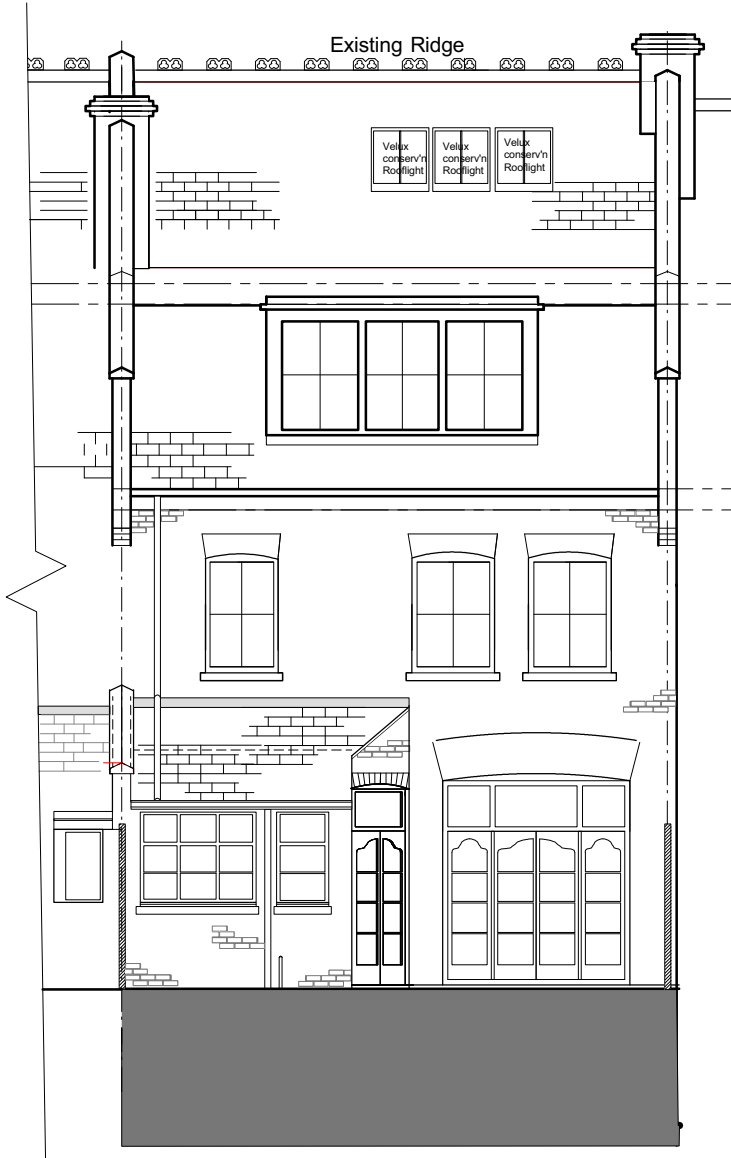 Existing Ridge
Velux
conserv'n
Rooflight
Velux
conserv'n
Rooflight
Velux
conserv'n
Rooflight